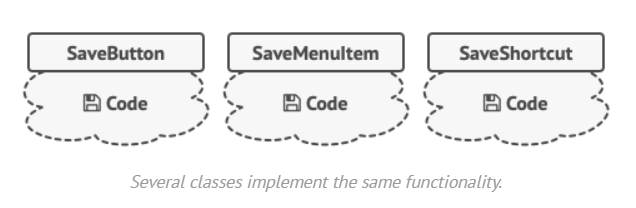 SaveButton SaveMenuItem SaveShortcut
Code Code Code
Several classes implement the same functionality.